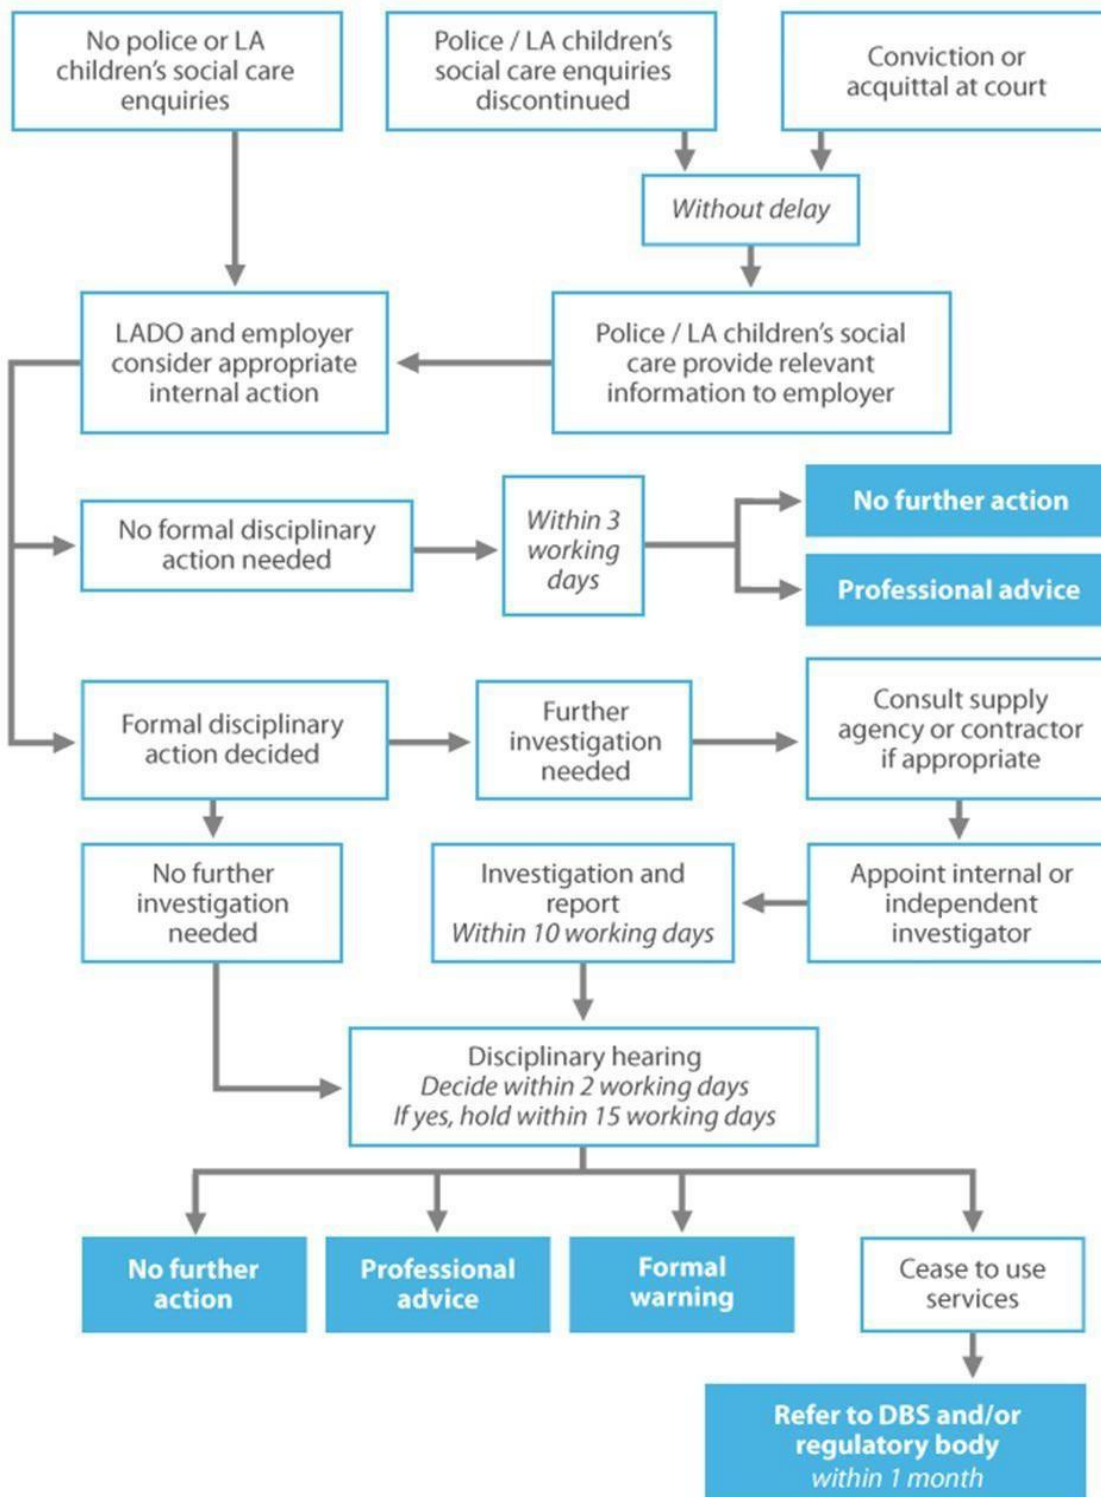 No police or LA
children's social care
enquiries
Police / LA children's
social care enquiries
discontinued
Conviction or
acquittal at court
Without delay
LADO and employer
consider appropriate
internal action
Police / LA children's social
care provide relevant
information to employer
No formal disciplinary
action needed
Within 3
working
days
No further action
Professional advice
Formal disciplinary
action decided
Further
investigation
needed
Consult supply
agency or contractor
if appropriate
No further
investigation
needed
Investigation and
report
Within 10 working days
Appoint internal or
independent
investigator
Disciplinary hearing
Decide within 2 working days
If yes, hold within 15 working days
No further
action
Professional
advice
Formal
warning
Cease to use
services
Refer to DBS and/or
regulatory body
within 1 month